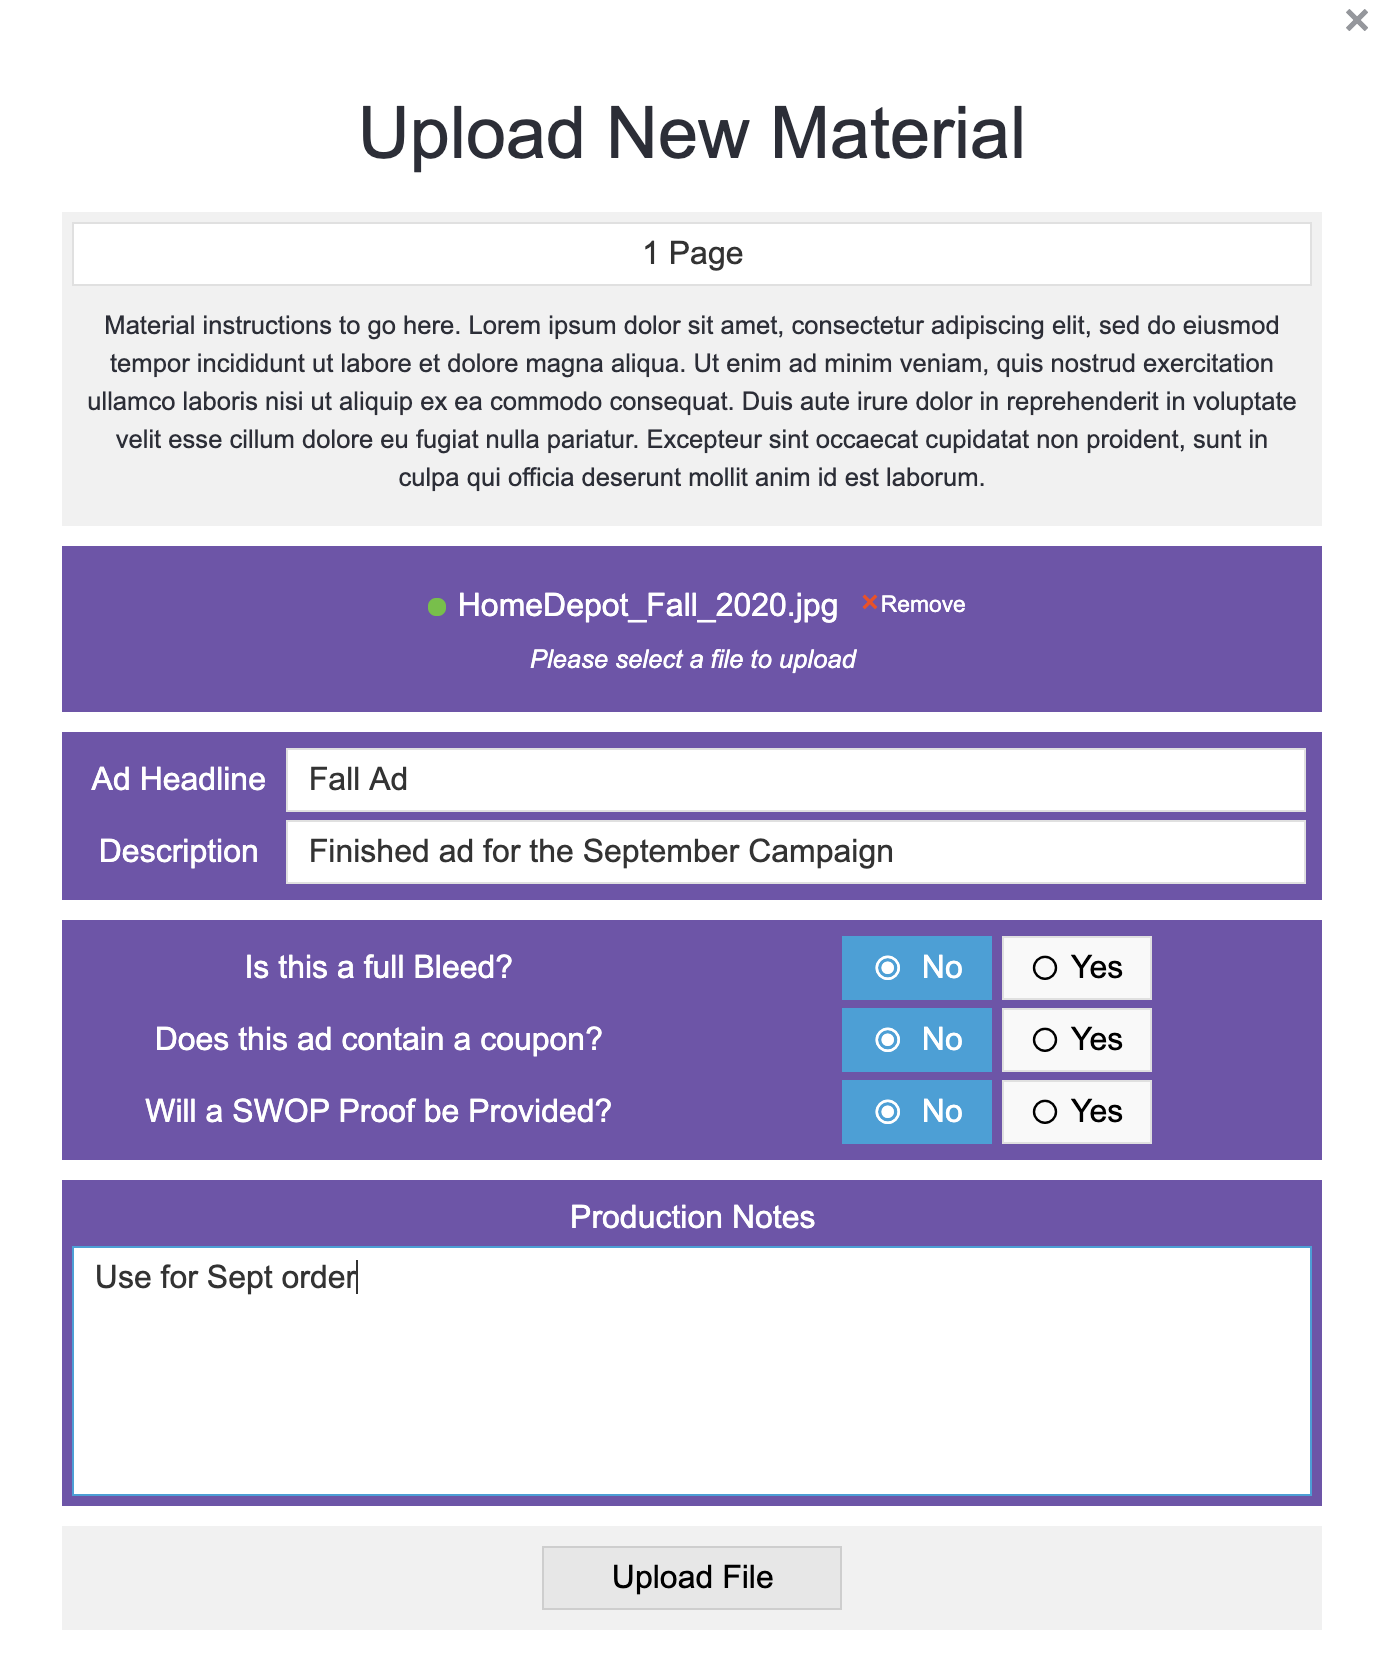 Upload New Material
1 Page
Material instructions to go here. Lorem ipsum dolor sit amet, consectetur adipiscing elit, sed do eiusmod
tempor incididunt ut labore et dolore magna aliqua. Ut enim ad minim veniam, quis nostrud exercitation
ullamco laboris nisi ut aliquip ex ea commodo consequat. Duis aute irure dolor in reprehenderit in voluptate
velit esse cillum dolore eu fugiat nulla pariatur. Excepteur sint occaecat cupidatat non proident, sunt in
culpa qui officia deserunt mollit anim id est laborum.
HomeDepot_Fall_2020.jpg Remove
Please select a file to upload
Ad Headline Fall Ad
Description Finished ad for the September Campaign
Is this a full Bleed? No Yes
Does this ad contain a coupon? No Yes
Will a SWOP Proof be Provided? No Yes
Production Notes
Use for Sept order
Upload File